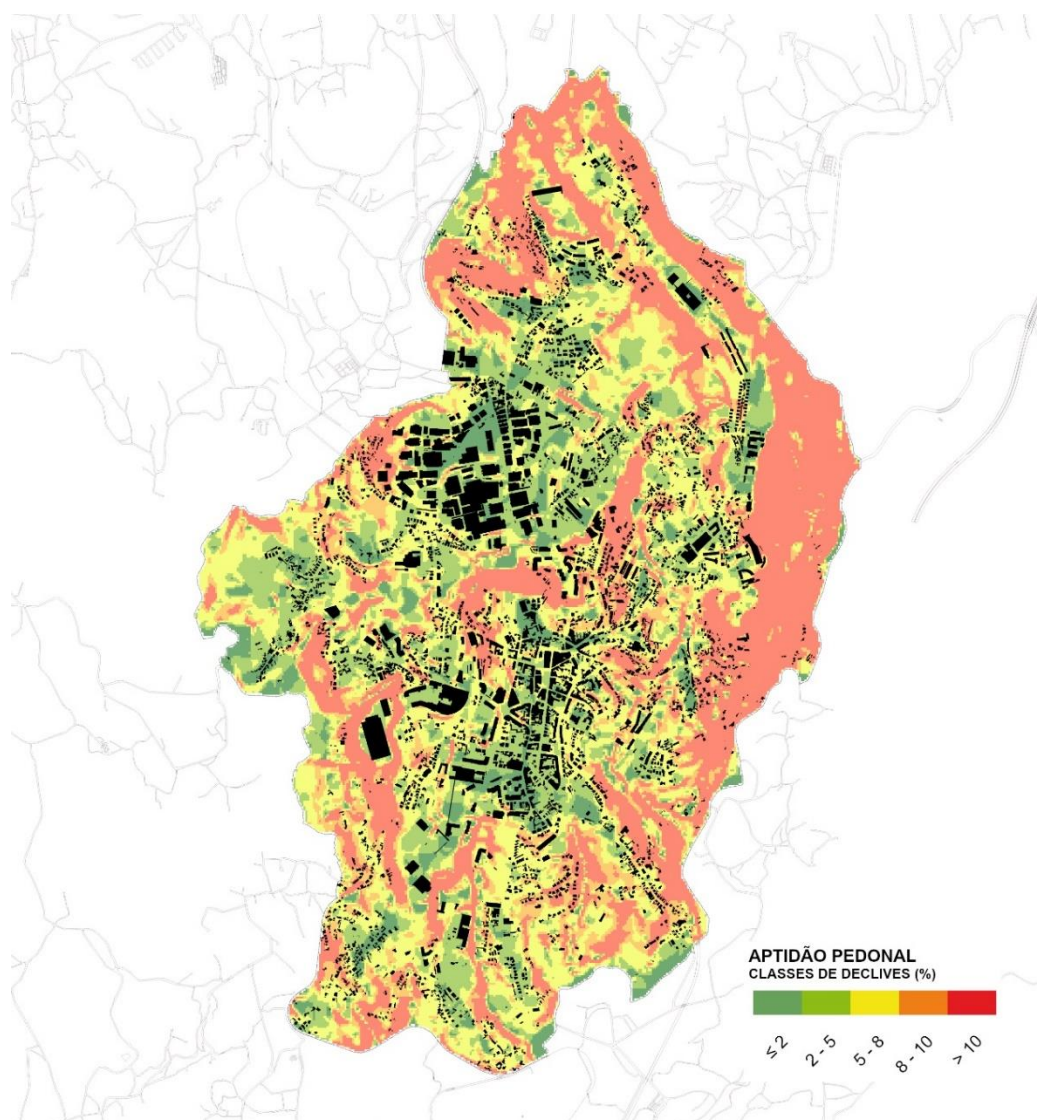 APTIDÃO PEDONAL
CLASSES DE DECLIVES (%)
≤ 2
2 - 5
5 - 8
8 - 10
> 10